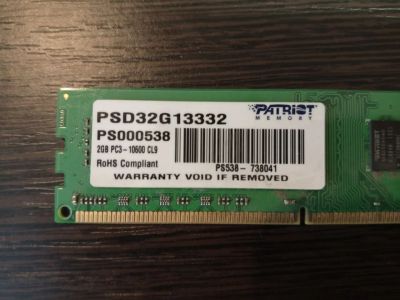 PSD32G13332
PATRIOT
MEMORY
PS000538
2GB PC3-10600 CL9
RoHS Compliant
PS538- 738041
WARRANTY VOID IF REMOVED